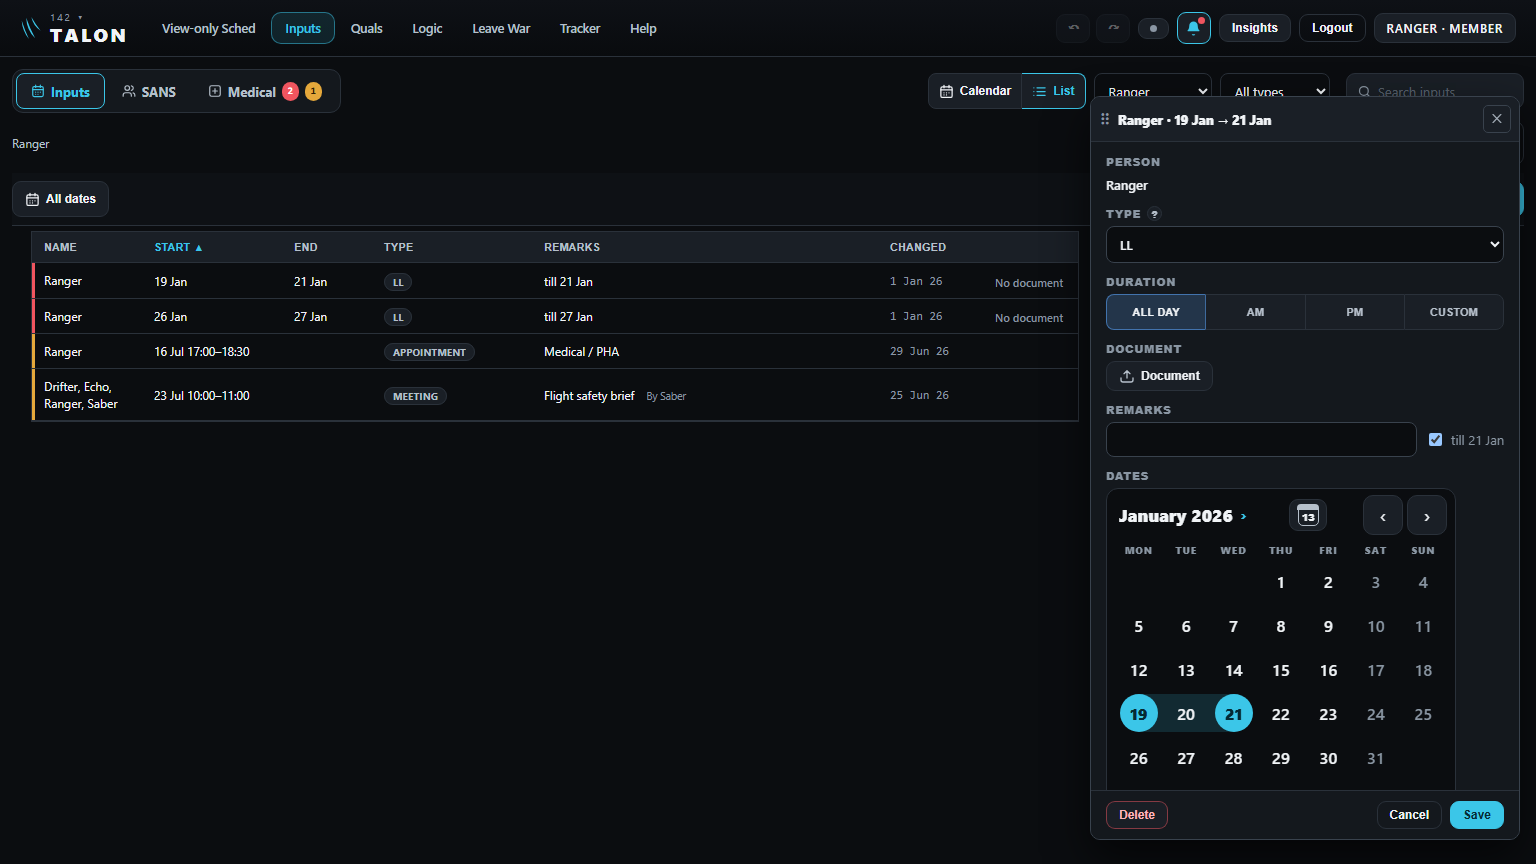 142 ▾
TALON
View-only Sched
Inputs
Quals
Logic
Leave War
Tracker
Help
Insights
Logout
RANGER · MEMBER
Inputs
SANS
Medical 2 1
Calendar
List
Ranger
All types
Search inputs
Ranger
All dates
NAME START ▲ END TYPE REMARKS CHANGED
Ranger 19 Jan 21 Jan LL till 21 Jan 1 Jan 26 No document
Ranger 26 Jan 27 Jan LL till 27 Jan 1 Jan 26 No document
Ranger 16 Jul 17:00–18:30 APPOINTMENT Medical / PHA 29 Jun 26
Drifter, Echo,
Ranger, Saber 23 Jul 10:00–11:00 MEETING Flight safety brief By Saber 25 Jun 26
Ranger · 19 Jan → 21 Jan
PERSON
Ranger
TYPE ?
LL
DURATION
ALL DAY AM PM CUSTOM
DOCUMENT
Document
REMARKS
till 21 Jan
DATES
January 2026 › 13 ‹ ›
MON TUE WED THU FRI SAT SUN
1 2 3 4
5 6 7 8 9 10 11
12 13 14 15 16 17 18
19 20 21 22 23 24 25
26 27 28 29 30 31
Delete Cancel Save